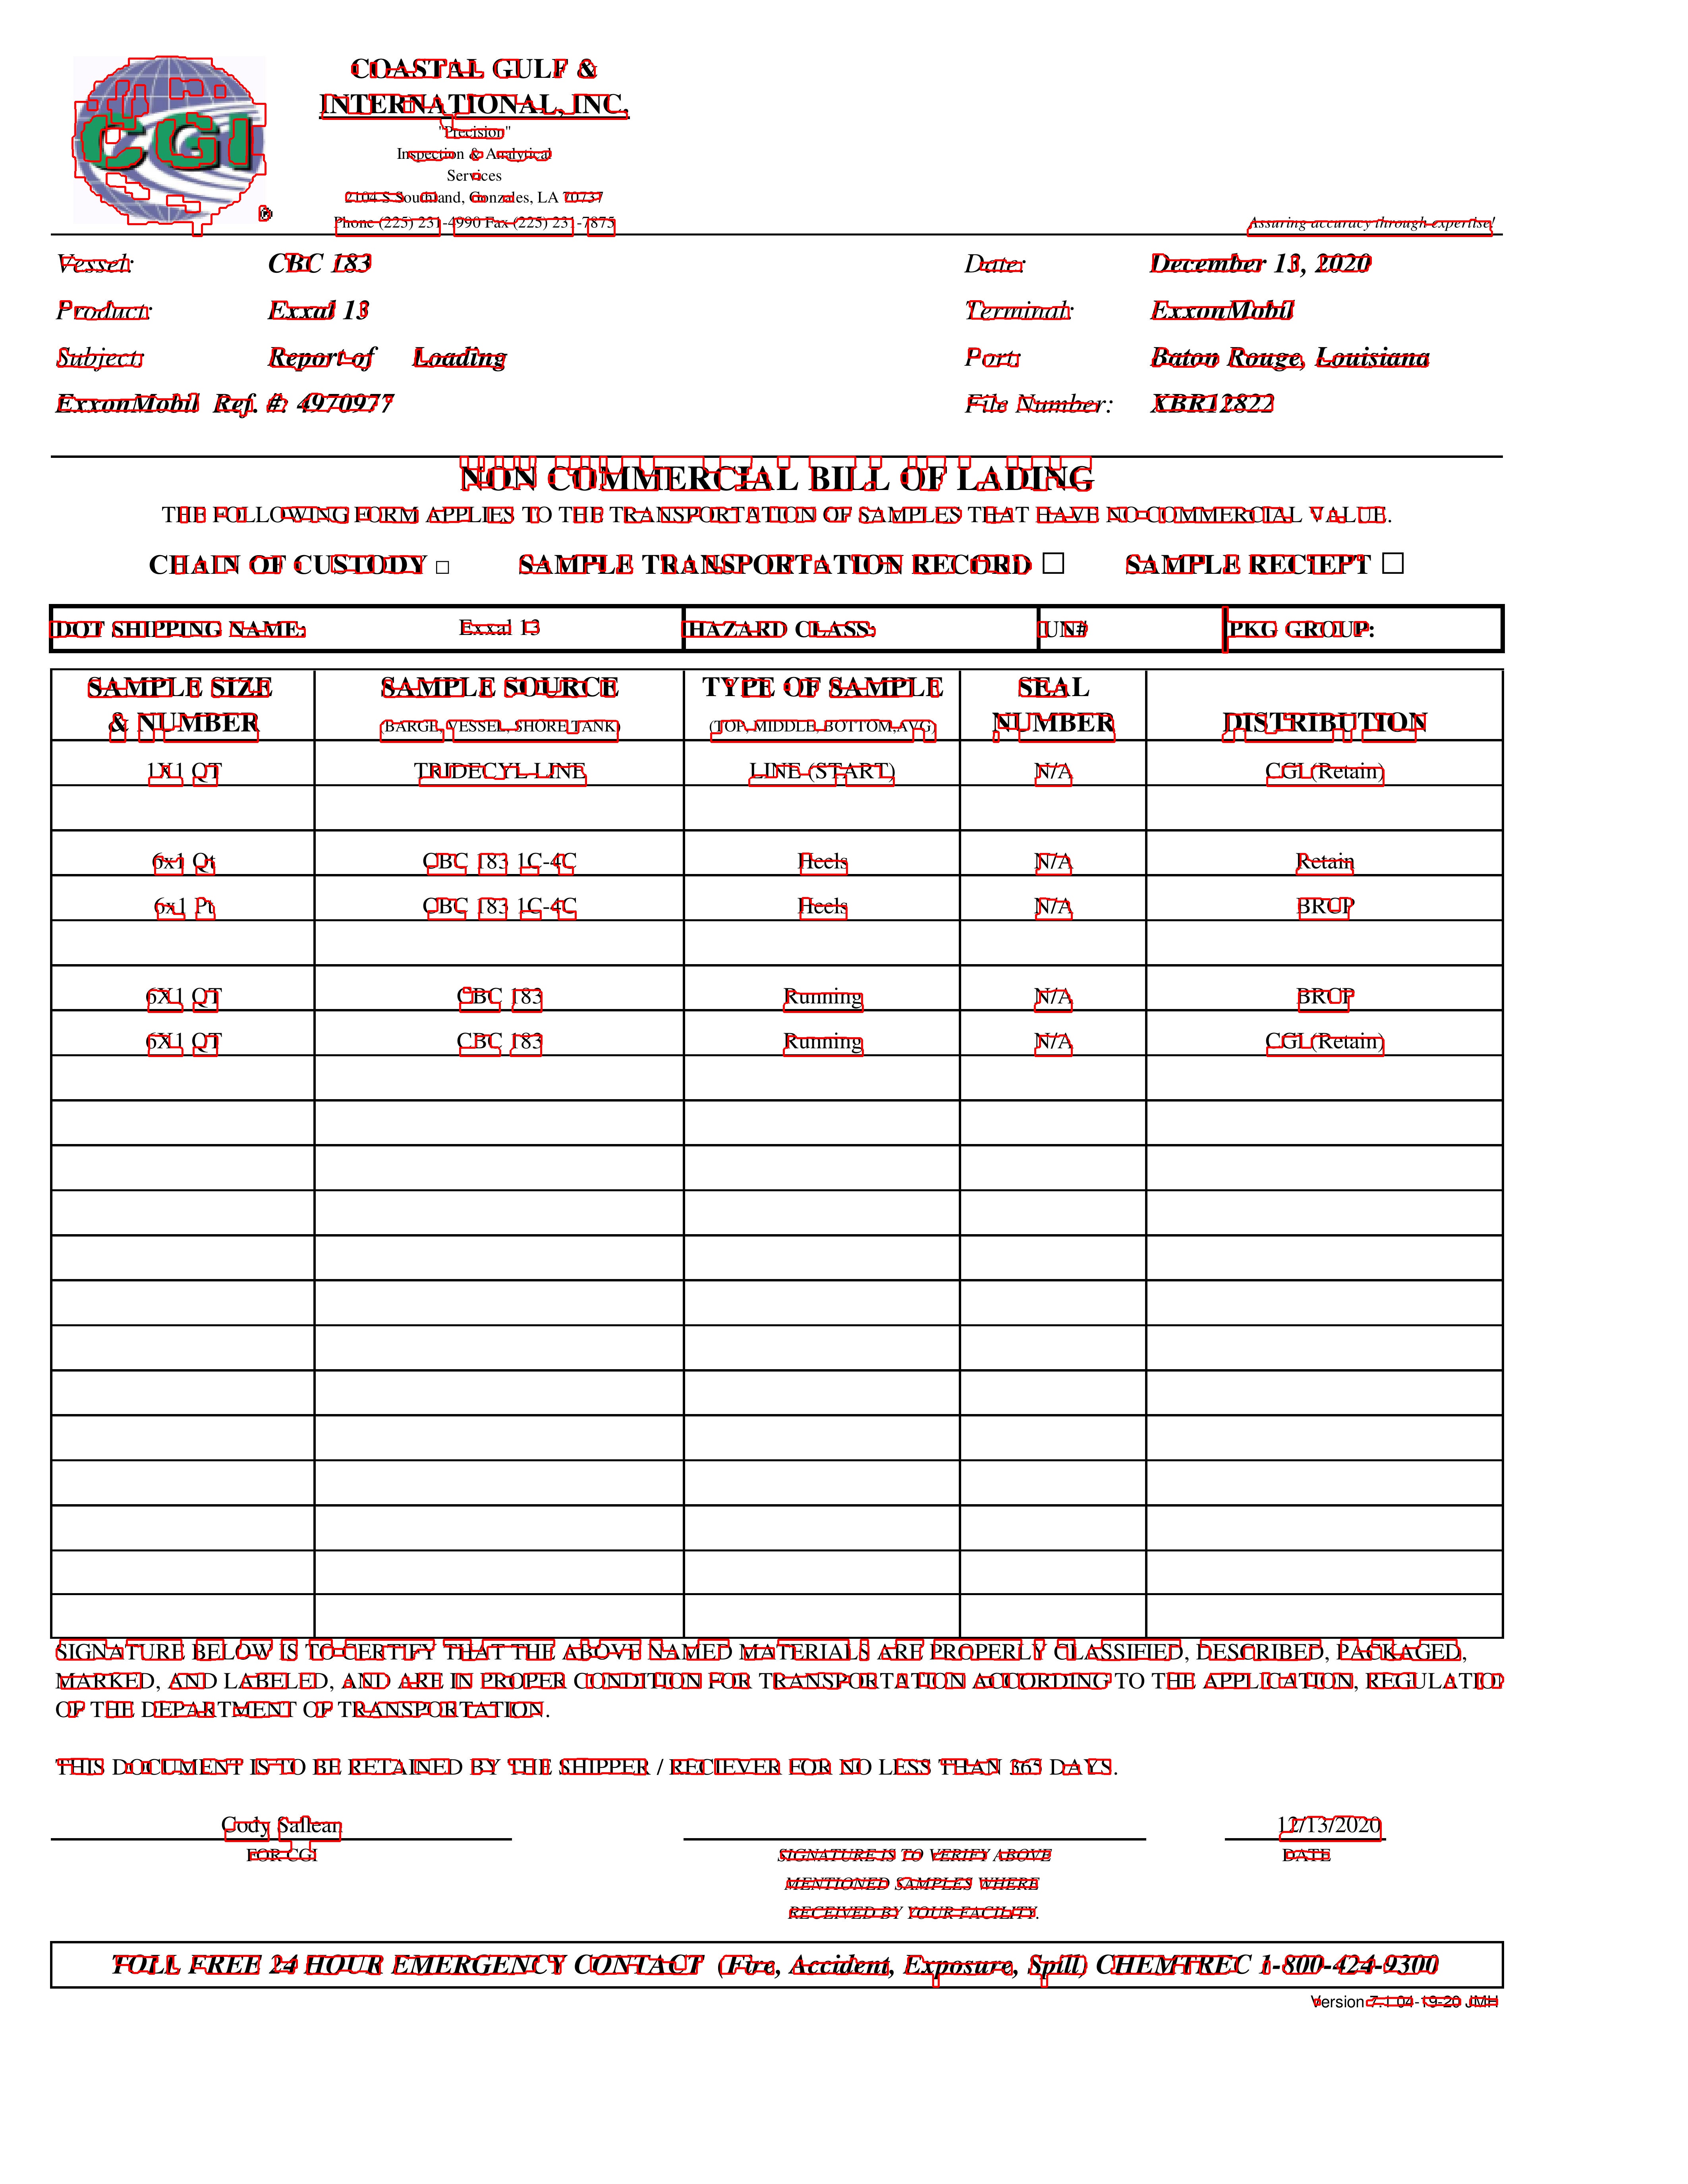 CGI
®
COASTAL GULF &
INTERNATIONAL, INC.
"Precision"
Inspection & Analytical
Services
2104 S Southland, Gonzales, LA 70737
Phone (225) 231-4990 Fax (225) 231-7875
Assuring accuracy through expertise!
Vessel: CBC 183 Date: December 13, 2020
Product: Exxal 13 Terminal: ExxonMobil
Subject: Report of Loading Port: Baton Rouge, Louisiana
ExxonMobil Ref. #: 4970977 File Number: XBR12822
NON COMMERCIAL BILL OF LADING
THE FOLLOWING FORM APPLIES TO THE TRANSPORTATION OF SAMPLES THAT HAVE NO COMMERCIAL VALUE.
CHAIN OF CUSTODY □ SAMPLE TRANSPORTATION RECORD □ SAMPLE RECIEPT □
DOT SHIPPING NAME: Exxal 13 HAZARD CLASS: UN# PKG GROUP:
SAMPLE SIZE SAMPLE SOURCE TYPE OF SAMPLE SEAL
& NUMBER (BARGE, VESSEL, SHORE TANK) (TOP, MIDDLE, BOTTOM,AVG) NUMBER DISTRIBUTION
1X1 QT TRIDECYL LINE LINE (START) N/A CGI (Retain)
6x1 Qt CBC 183 1C-4C Heels N/A Retain
6x1 Pt CBC 183 1C-4C Heels N/A BRCP
6X1 QT CBC 183 Running N/A BRCP
6X1 QT CBC 183 Running N/A CGI (Retain)
SIGNATURE BELOW IS TO CERTIFY THAT THE ABOVE NAMED MATERIALS ARE PROPERLY CLASSIFIED, DESCRIBED, PACKAGED,
MARKED, AND LABELED, AND ARE IN PROPER CONDITION FOR TRANSPORTATION ACCORDING TO THE APPLICATION, REGULATIO
OF THE DEPARTMENT OF TRANSPORTATION.
THIS DOCUMENT IS TO BE RETAINED BY THE SHIPPER / RECIEVER FOR NO LESS THAN 365 DAYS.
Cody Sallean 12/13/2020
FOR CGI SIGNATURE IS TO VERIFY ABOVE DATE
MENTIONED SAMPLES WHERE
RECEIVED BY YOUR FACILITY.
TOLL FREE 24 HOUR EMERGENCY CONTACT (Fire, Accident, Exposure, Spill) CHEMTREC 1-800-424-9300
Version 7.1 04-19-20 JMH